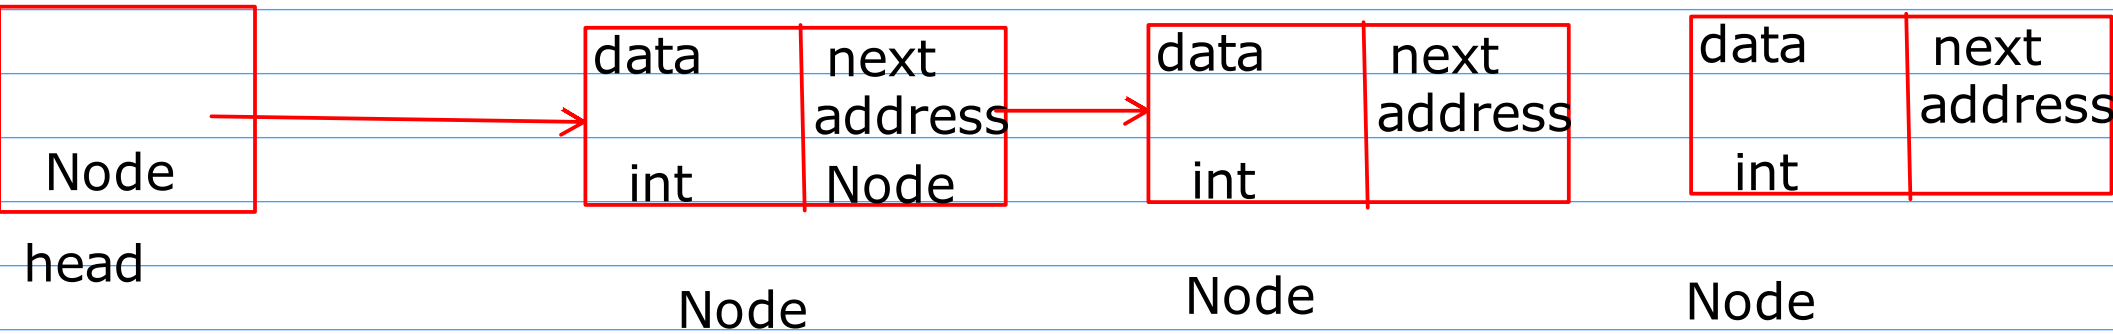 Node
head
data next
address
int Node
Node
data next
address
int
Node
data next
address
int
Node